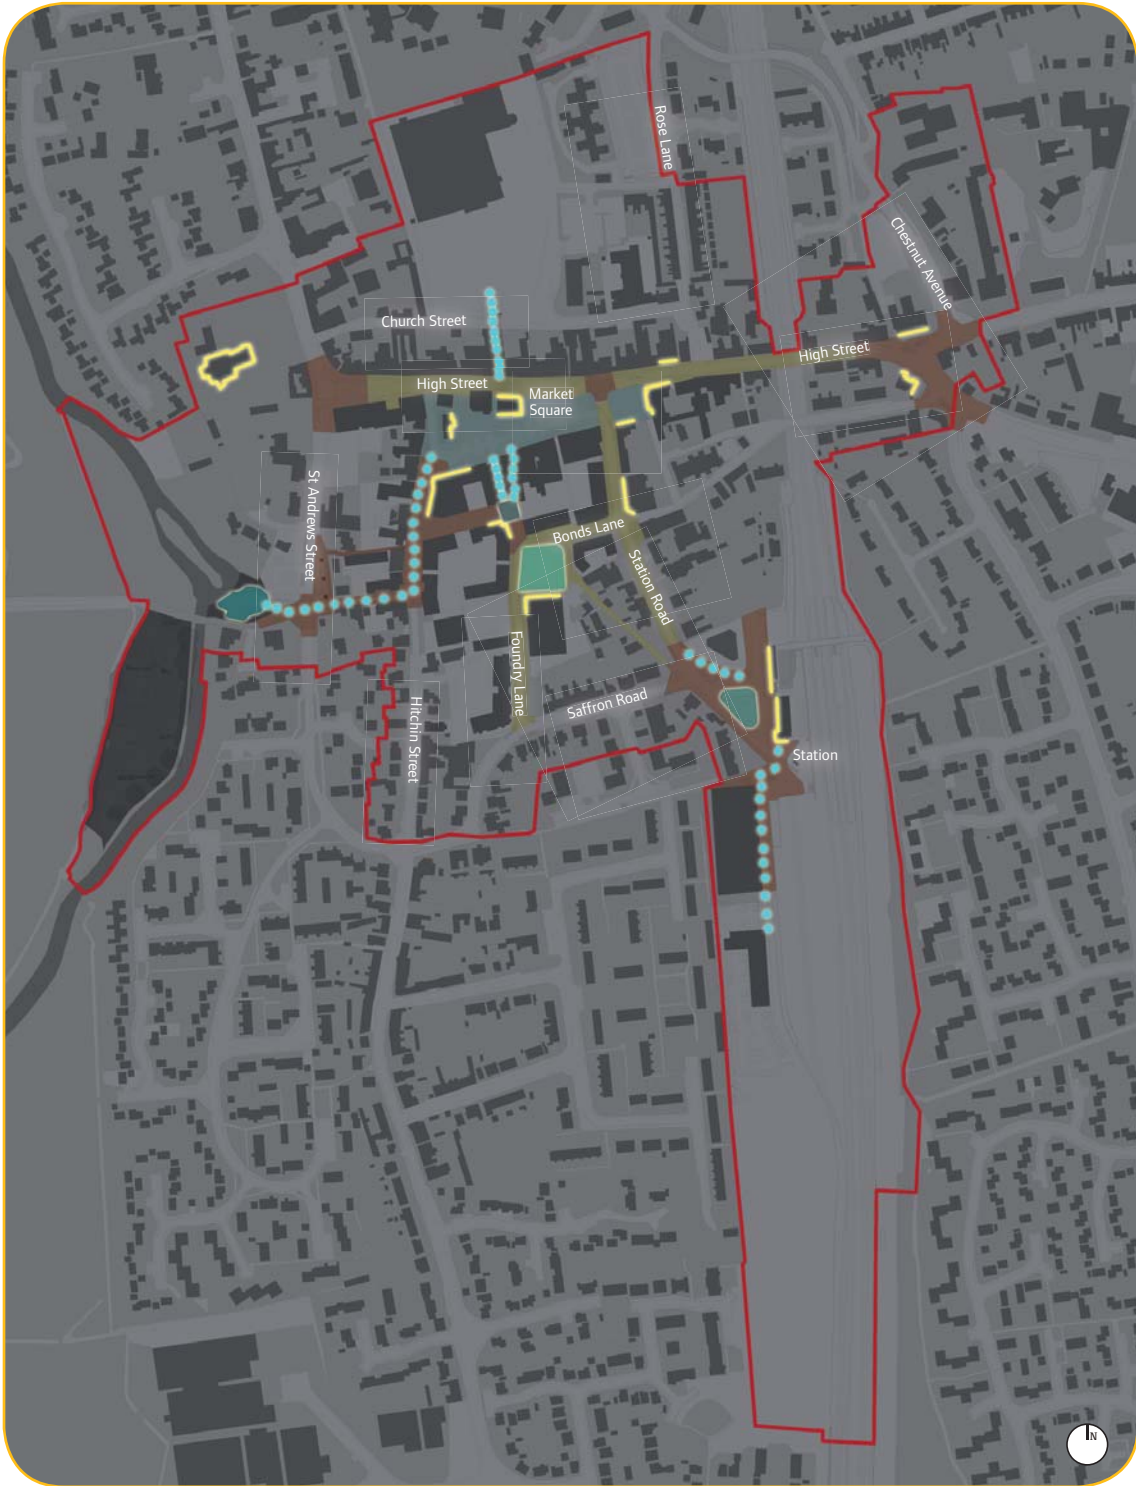 Rose Lane
Chestnut Avenue
Church Street
High Street
High Street
Market
Square
St Andrews Street
Bonds Lane
Station Road
Foundry Lane
Saffron Road
Hitchin Street
Station
N